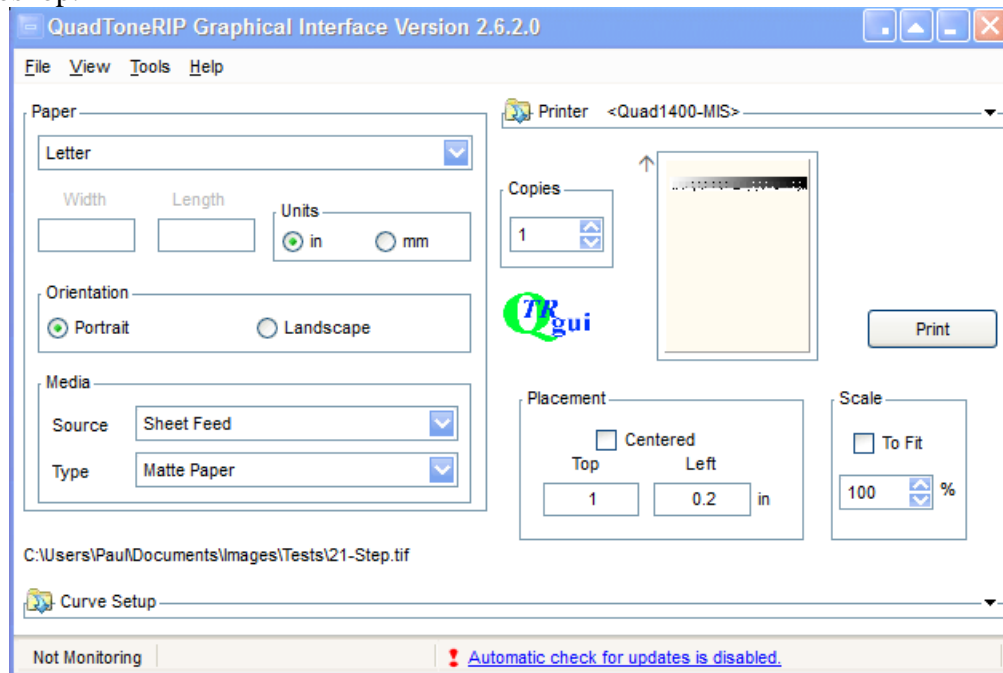 QuadToneRIP Graphical Interface Version 2.6.2.0
File View Tools Help
Paper
Letter
Width Length
Units
in mm
Orientation
Portrait Landscape
Media
Source Sheet Feed
Type Matte Paper
C:\Users\Paul\Documents\Images\Tests\21-Step.tif
Printer <Quad1400-MIS>
Copies
1
QTR
gui
Print
Placement
Centered
Top Left
1 0.2 in
Scale
To Fit
100 %
Curve Setup
Not Monitoring
Automatic check for updates is disabled.